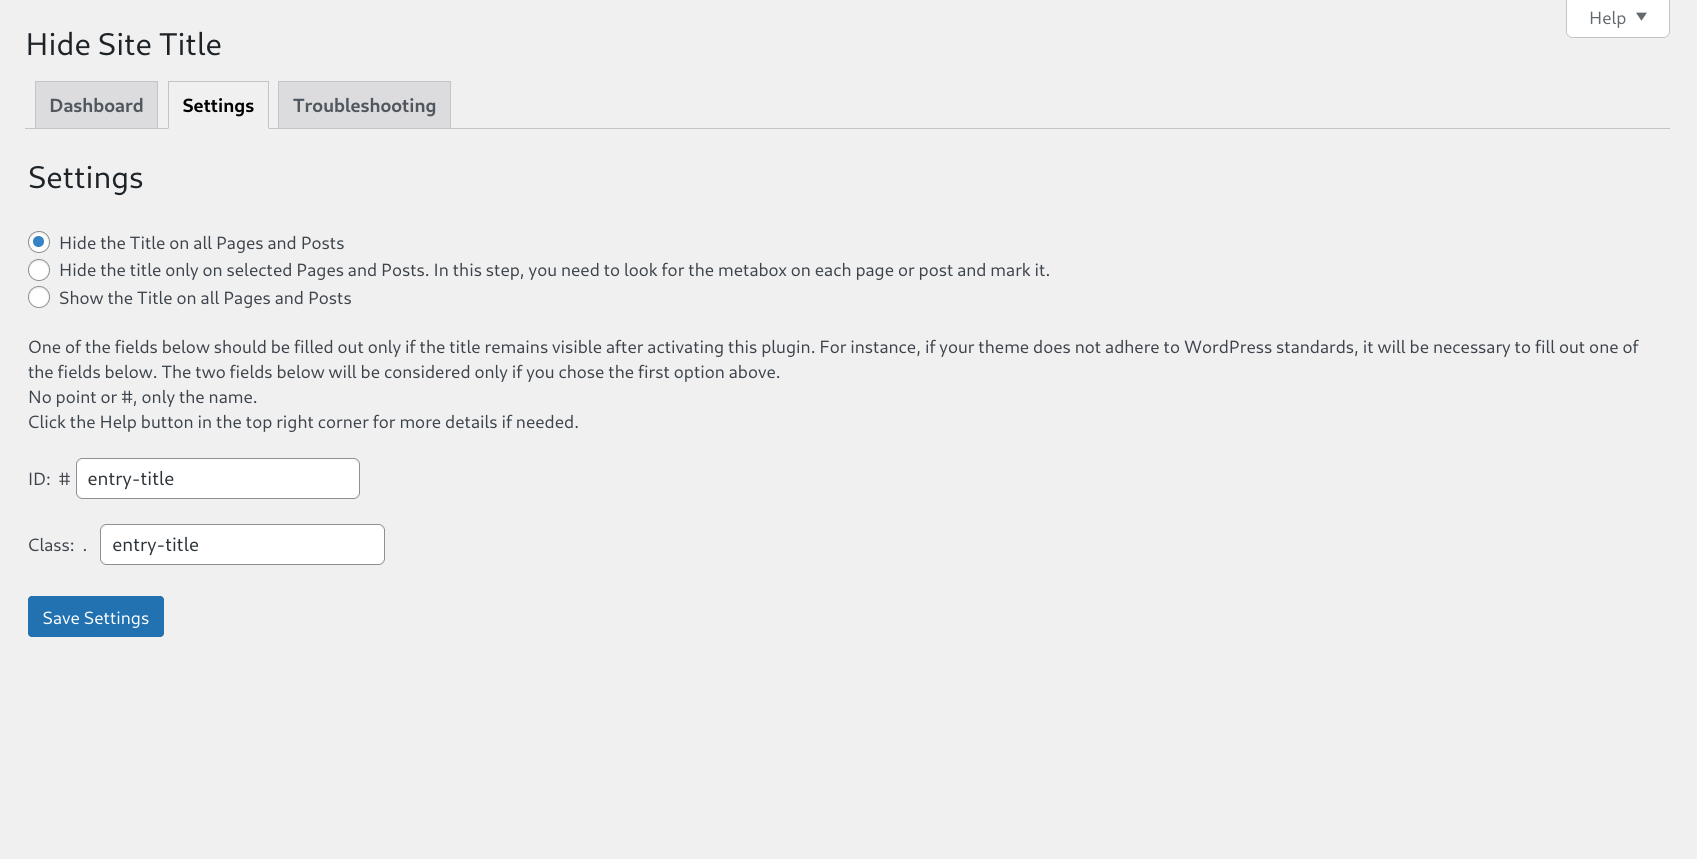 Help ▼
Hide Site Title
Dashboard Settings Troubleshooting
Settings
Hide the Title on all Pages and Posts
Hide the title only on selected Pages and Posts. In this step, you need to look for the metabox on each page or post and mark it.
Show the Title on all Pages and Posts
One of the fields below should be filled out only if the title remains visible after activating this plugin. For instance, if your theme does not adhere to WordPress standards, it will be necessary to fill out one of
the fields below. The two fields below will be considered only if you chose the first option above.
No point or #, only the name.
Click the Help button in the top right corner for more details if needed.
ID: # entry-title
Class: . entry-title
Save Settings